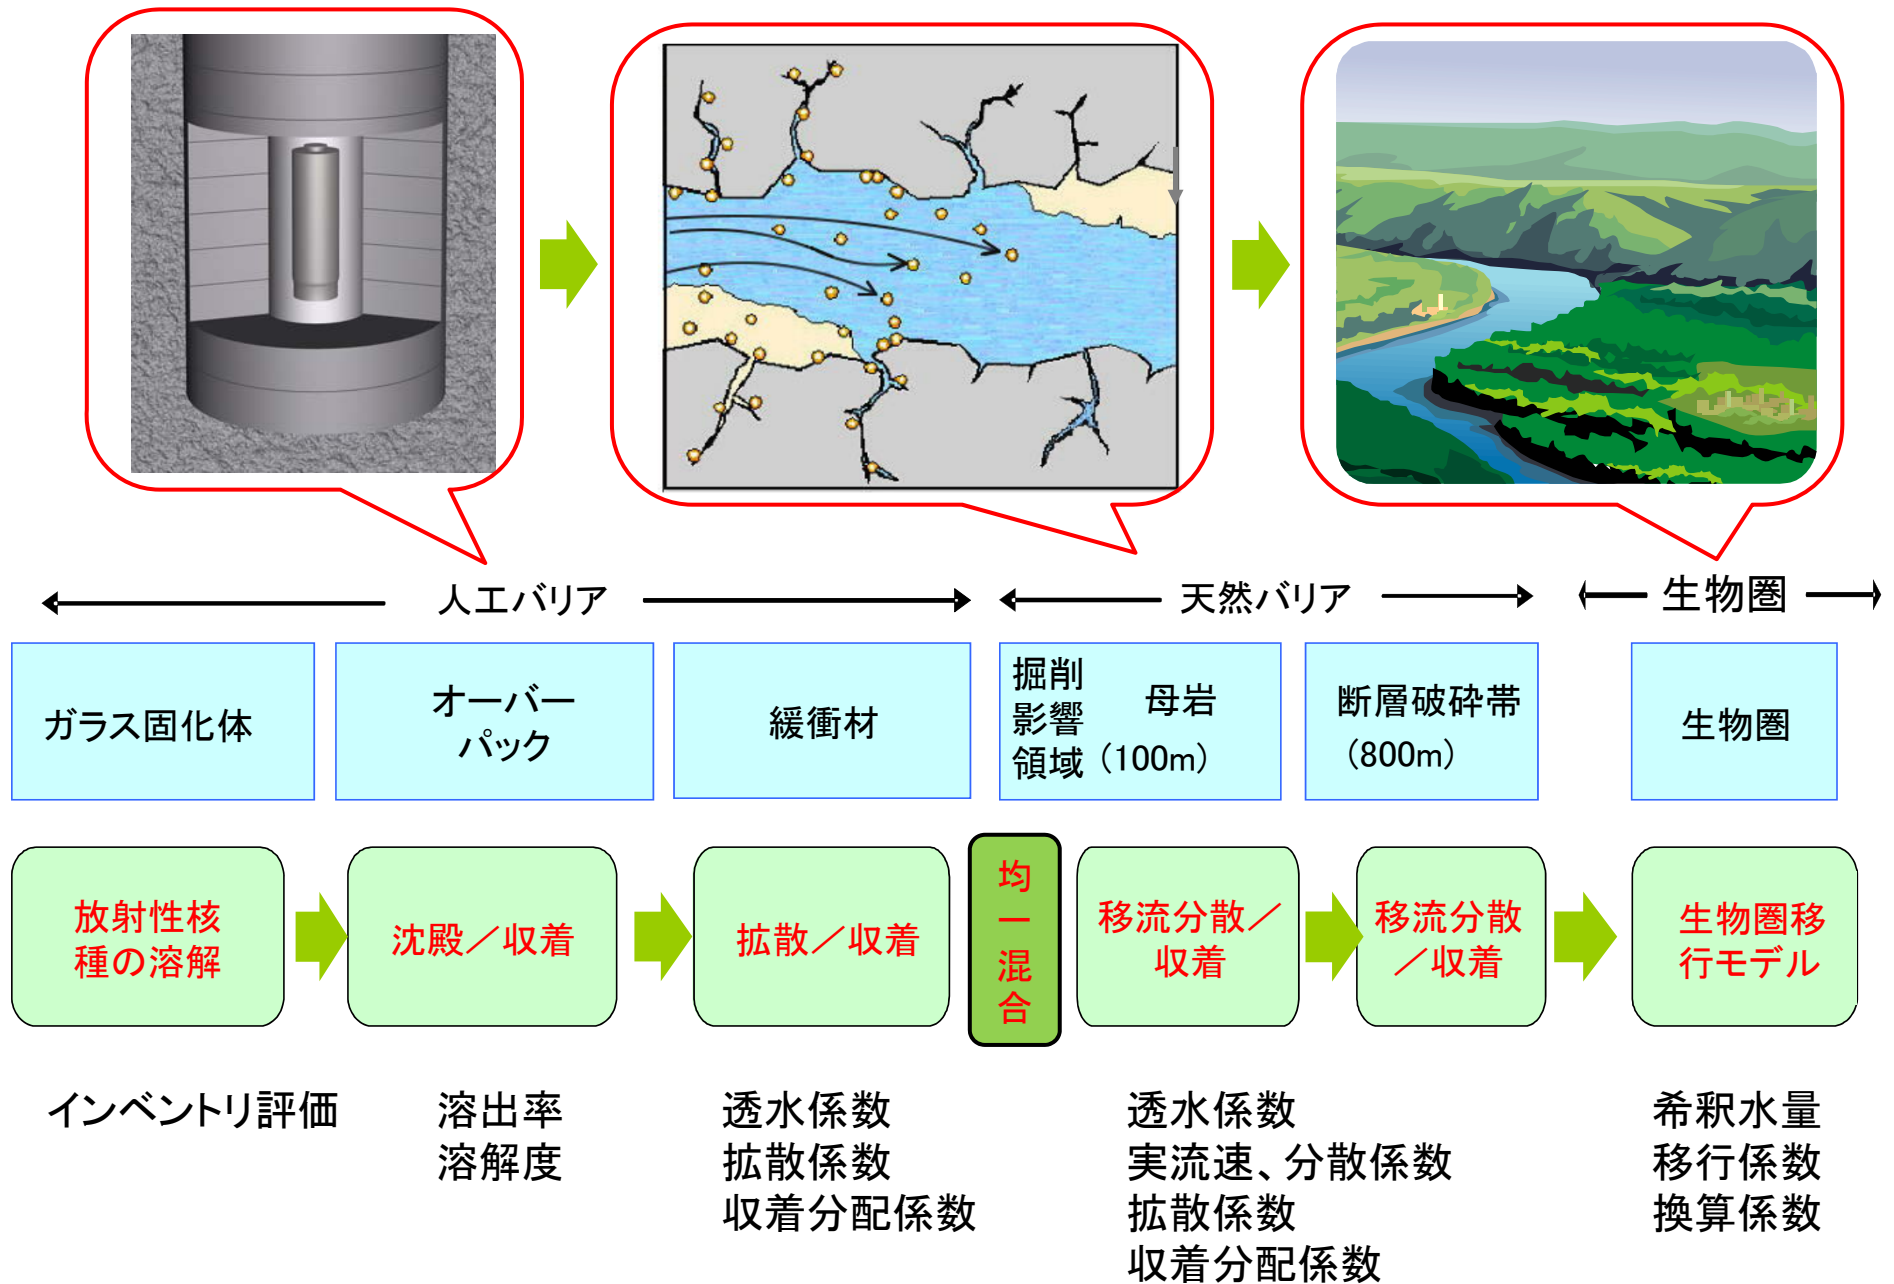 人工バリア
天然バリア
生物圏
ガラス固化体
オーバー
パック
緩衝材
掘削
影響
領域
母岩
(100m)
断層破砕帯
(800m)
生物圏
放射性核
種の溶解
沈殿／収着
拡散／収着
均
一
混
合
移流分散／
収着
移流分散
／収着
生物圏移
行モデル
インベントリ評価
溶出率
溶解度
透水係数
拡散係数
収着分配係数
透水係数
実流速、分散係数
拡散係数
収着分配係数
希釈水量
移行係数
換算係数